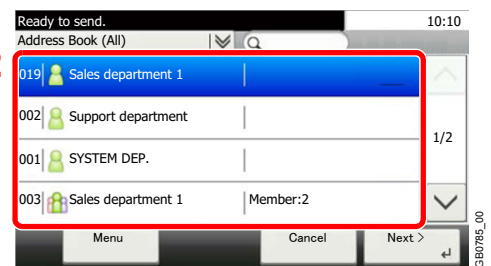 Ready to send. 10:10
Address Book (All)
019 Sales department 1
002 Support department
1/2
001 SYSTEM DEP.
003 Sales department 1 Member:2
Menu Cancel Next >
GB0785_00